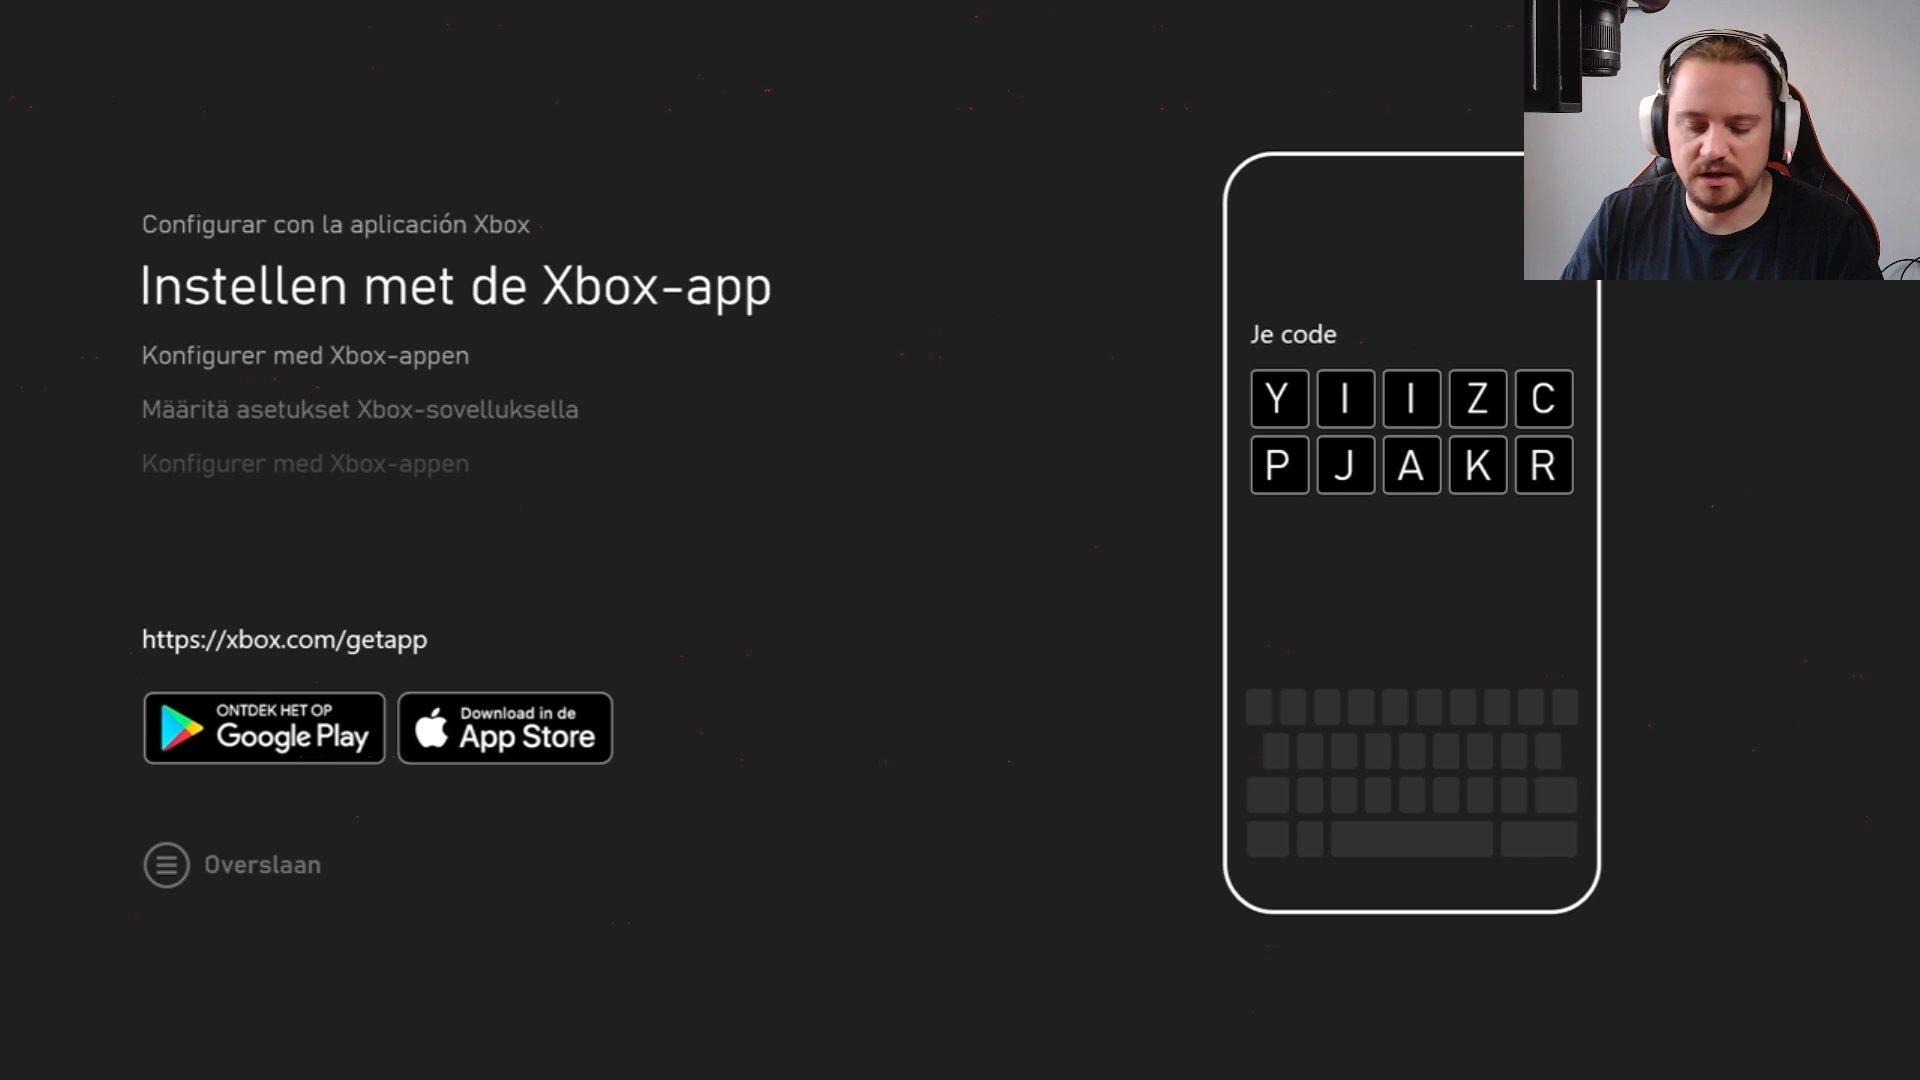 Configurar con la aplicación Xbox
Instellen met de Xbox-app
Konfigurer med Xbox-appen
Määritä asetukset Xbox-sovelluksella
Konfigurer med Xbox-appen
https://xbox.com/getapp
ONTDEK HET OP
Google Play
Download in de
App Store
Overslaan
Je code
Y I I Z C
P J A K R